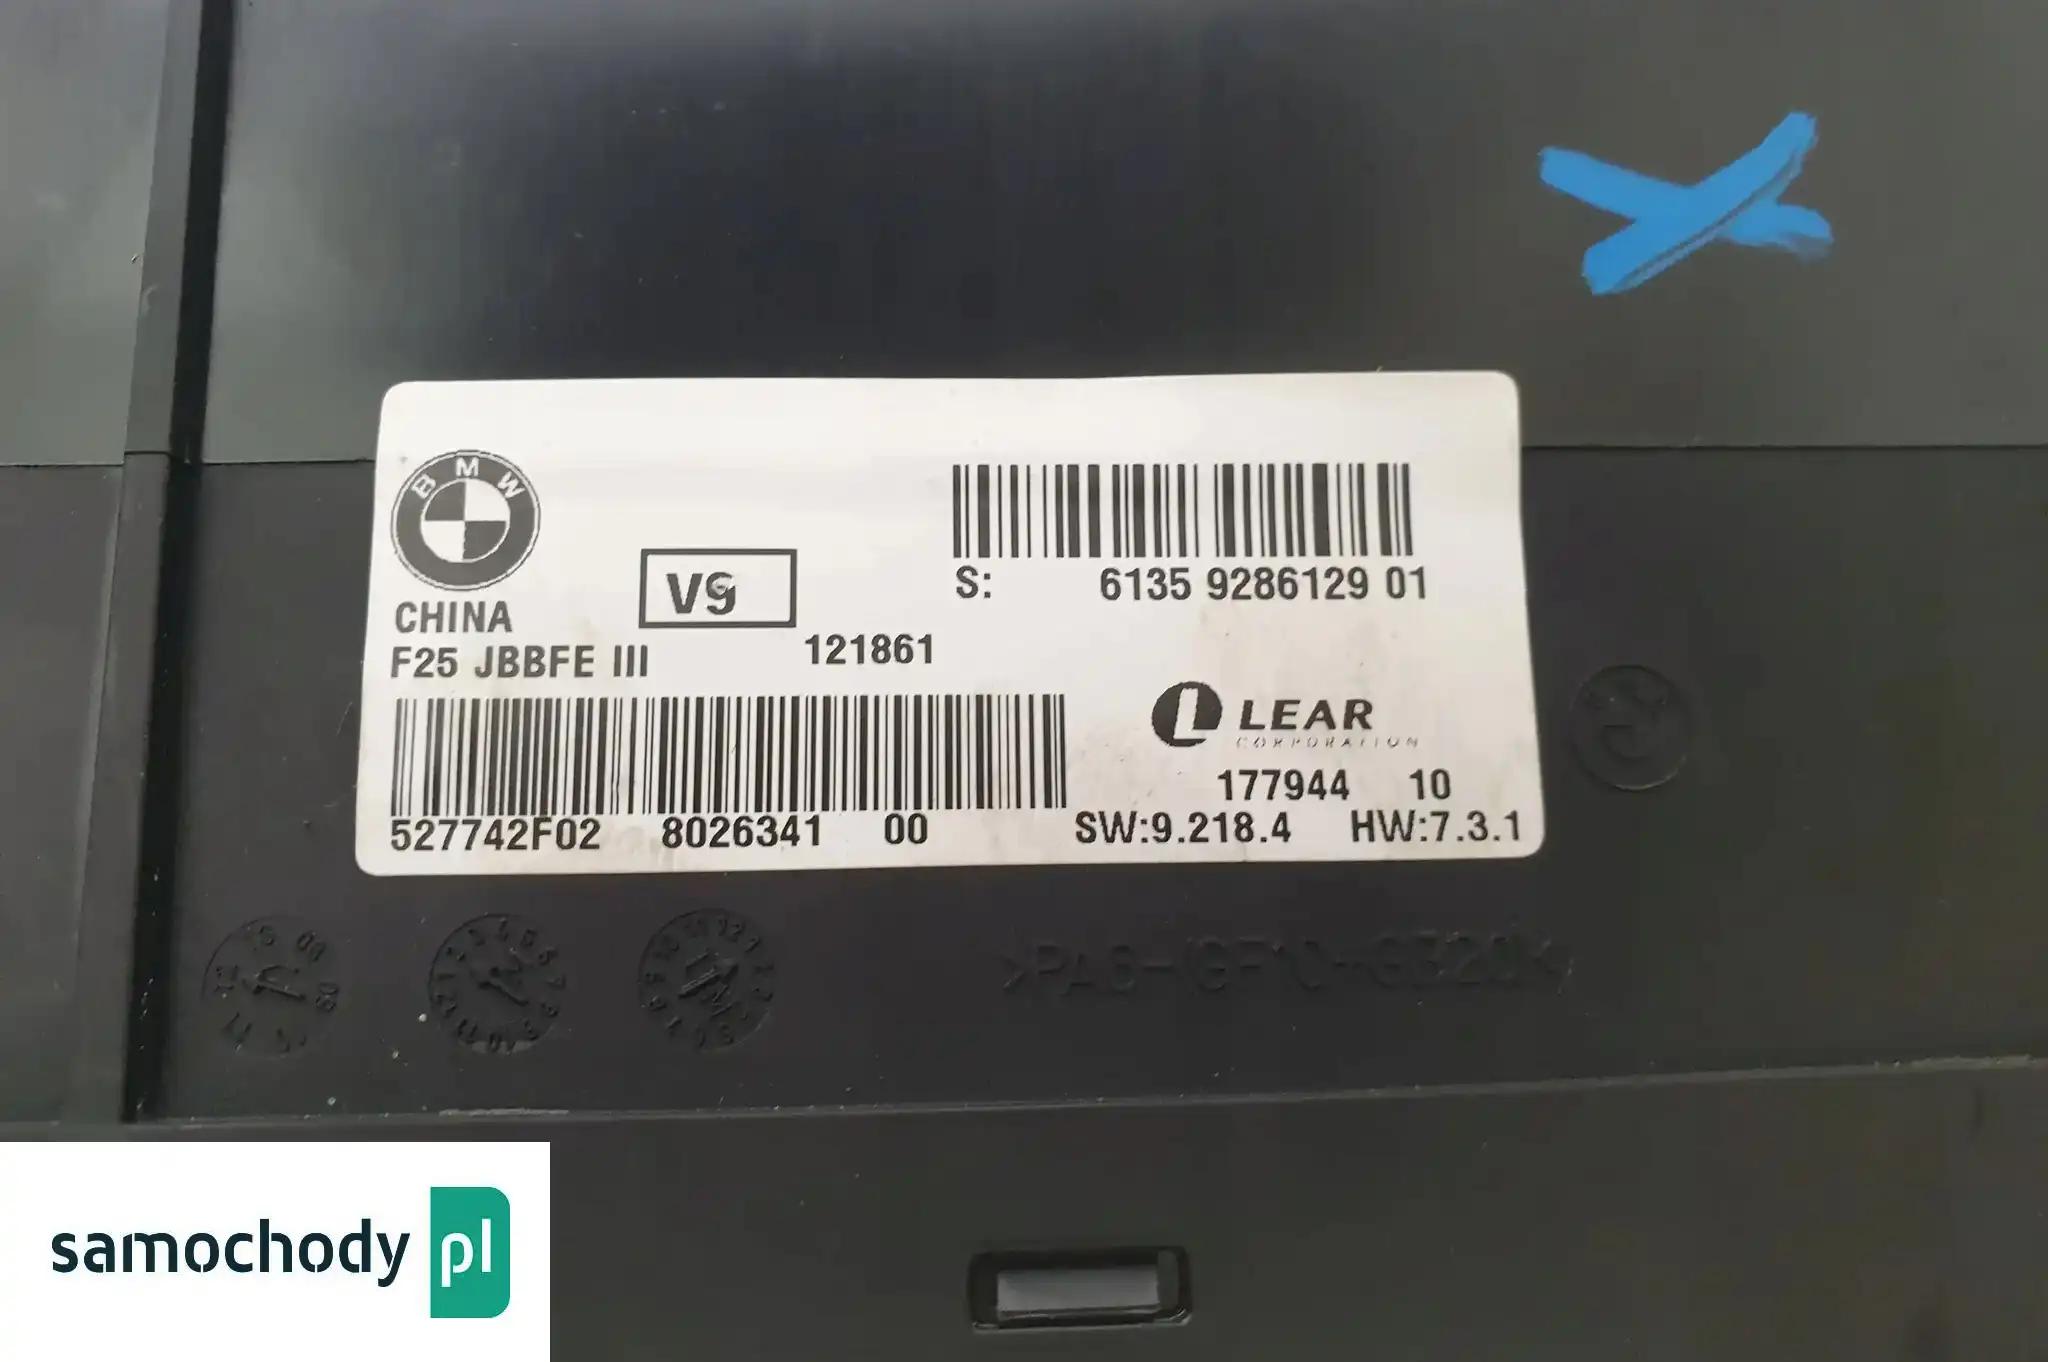 BMW
S: 6135 9286129 01
V9
CHINA
F25 JBBFE III 121861
LEAR
CORPORATION
177944 10
527742F02 8026341 00 SW:9.218.4 HW:7.3.1
samochody pl